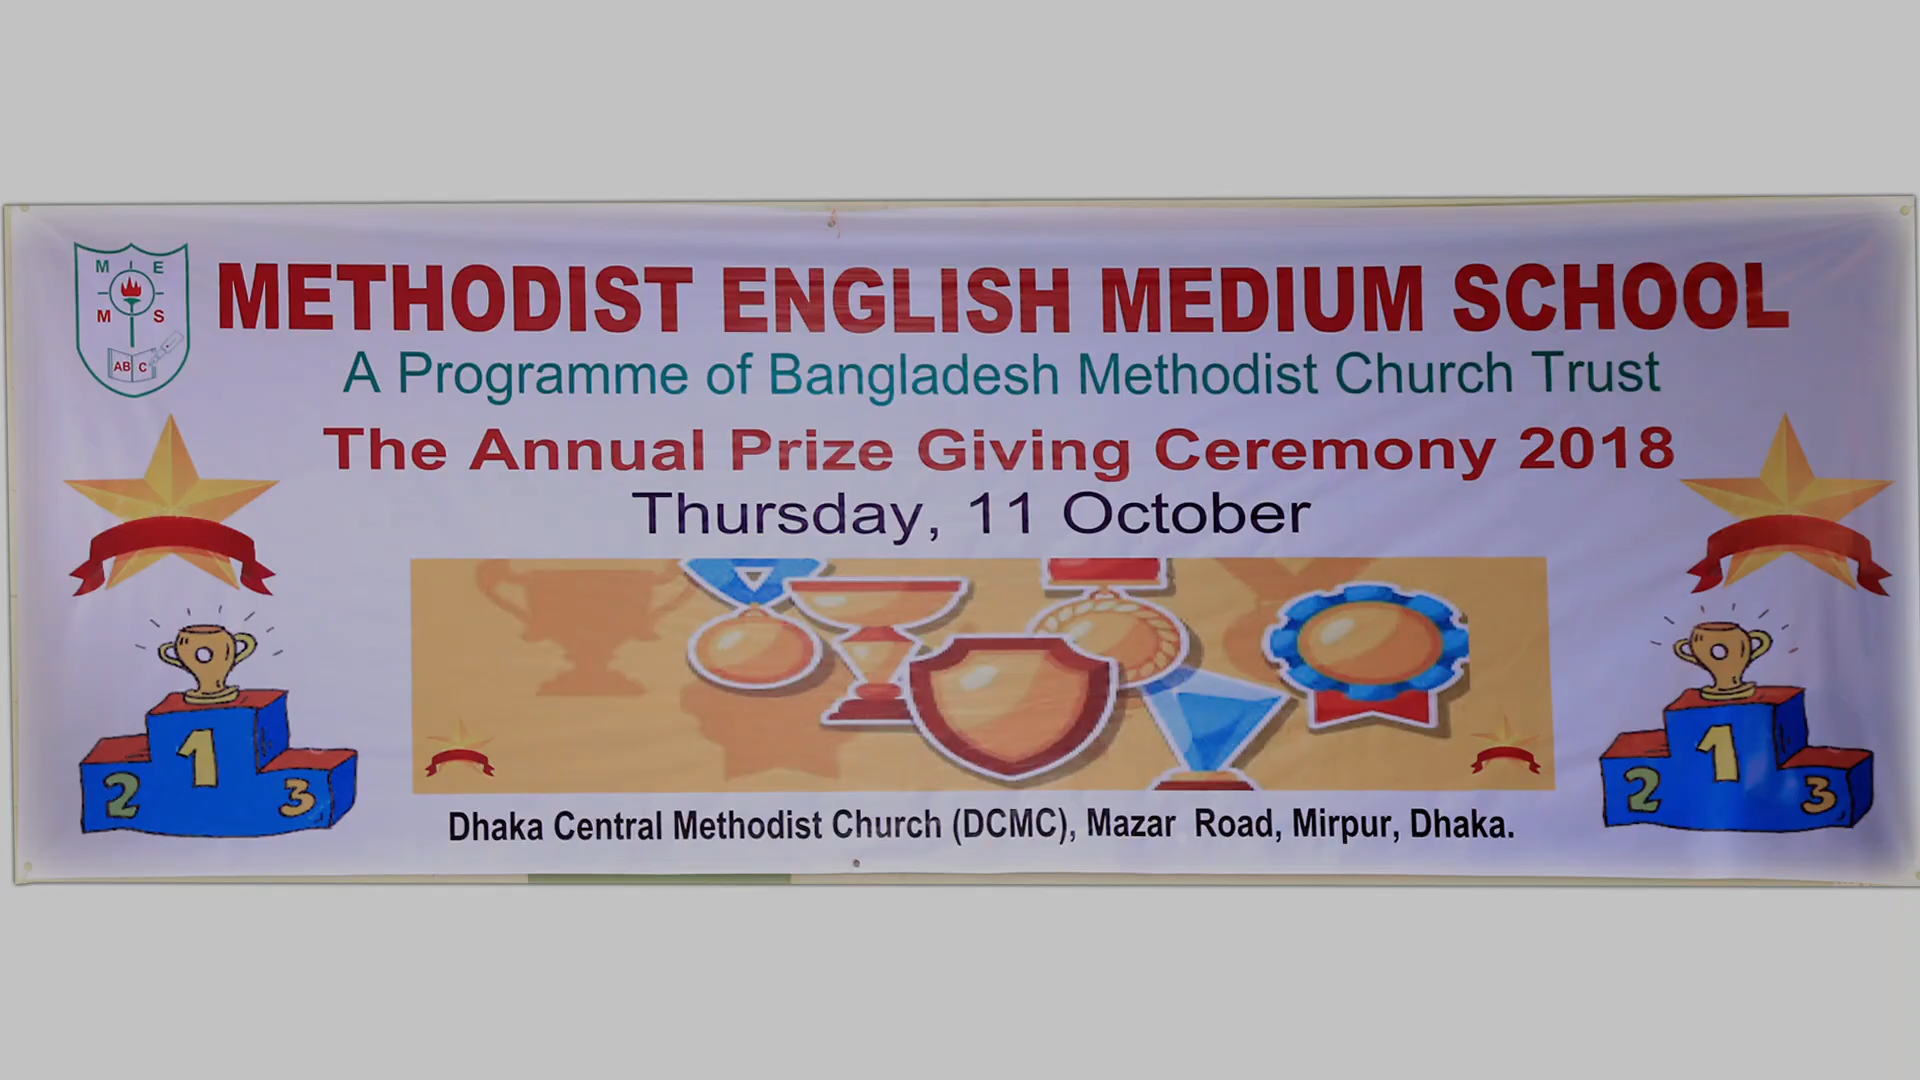 M E
M S
ABC
METHODIST ENGLISH MEDIUM SCHOOL
A Programme of Bangladesh Methodist Church Trust
The Annual Prize Giving Ceremony 2018
Thursday, 11 October
2 1 3
2 1 3
Dhaka Central Methodist Church (DCMC), Mazar Road, Mirpur, Dhaka.